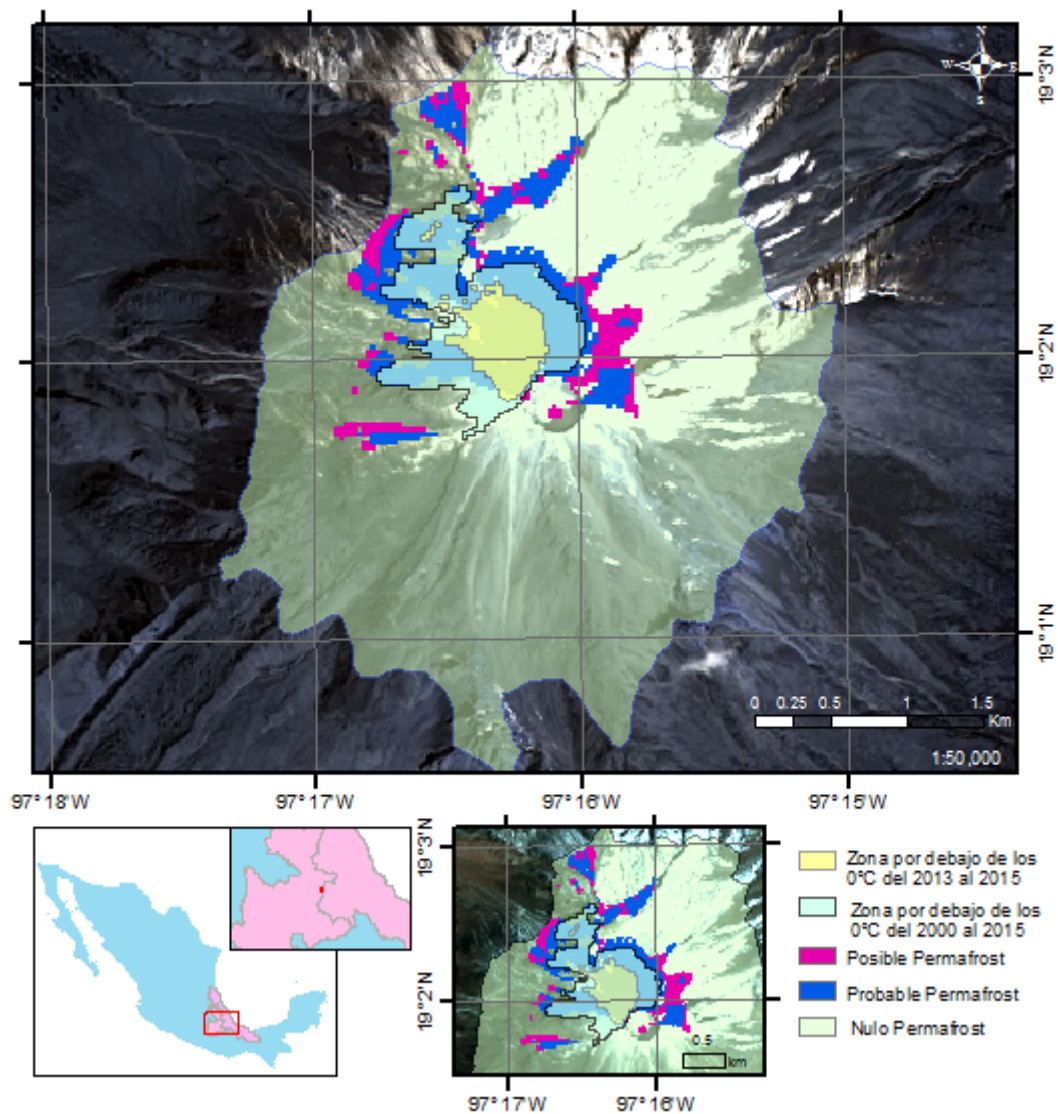 N
W E
S
19°3'N
19°2'N
19°1'N
0 0.25 0.5 1 1.5
Km
1:50,000
97°18'W 97°17'W 97°16'W 97°15'W
19°3'N
19°2'N
0.5
km
97°17'W 97°16'W
Zona por debajo de los
0°C del 2013 al 2015
Zona por debajo de los
0°C del 2000 al 2015
Posible Permafrost
Probable Permafrost
Nulo Permafrost